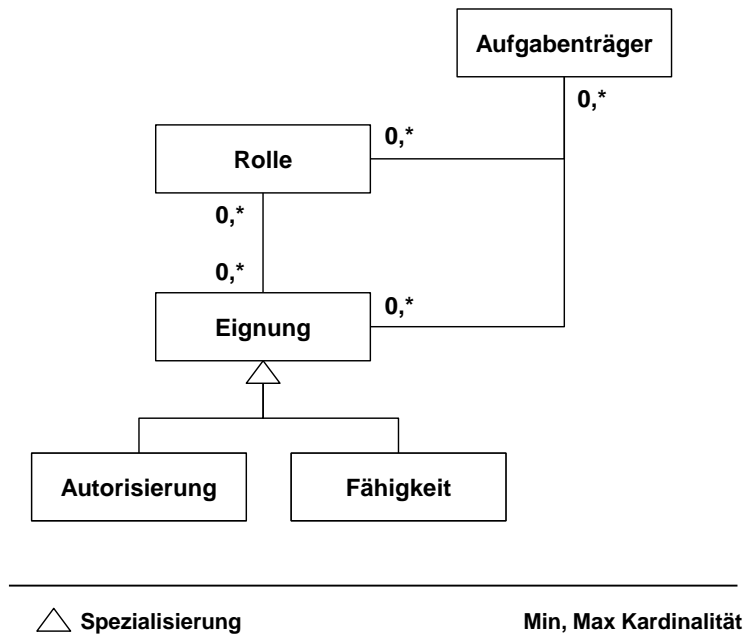 Aufgabenträger
0,*
0,*
Rolle
0,*
0,*
0,*
Eignung
Autorisierung
Fähigkeit
Spezialisierung
Min, Max Kardinalität